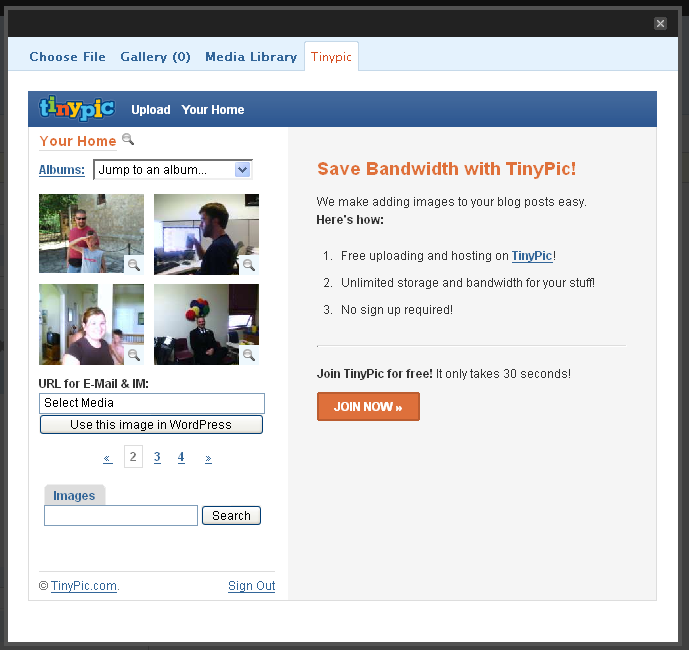 Choose File Gallery (0) Media Library Tinypic
tinypic Upload Your Home
Your Home
Albums: Jump to an album...
URL for E-Mail & IM:
Select Media
Use this image in WordPress
« 2 3 4 »
Images
Search
© TinyPic.com. Sign Out
Save Bandwidth with TinyPic!
We make adding images to your blog posts easy.
Here's how:
1. Free uploading and hosting on TinyPic!
2. Unlimited storage and bandwidth for your stuff!
3. No sign up required!
Join TinyPic for free! It only takes 30 seconds!
JOIN NOW »